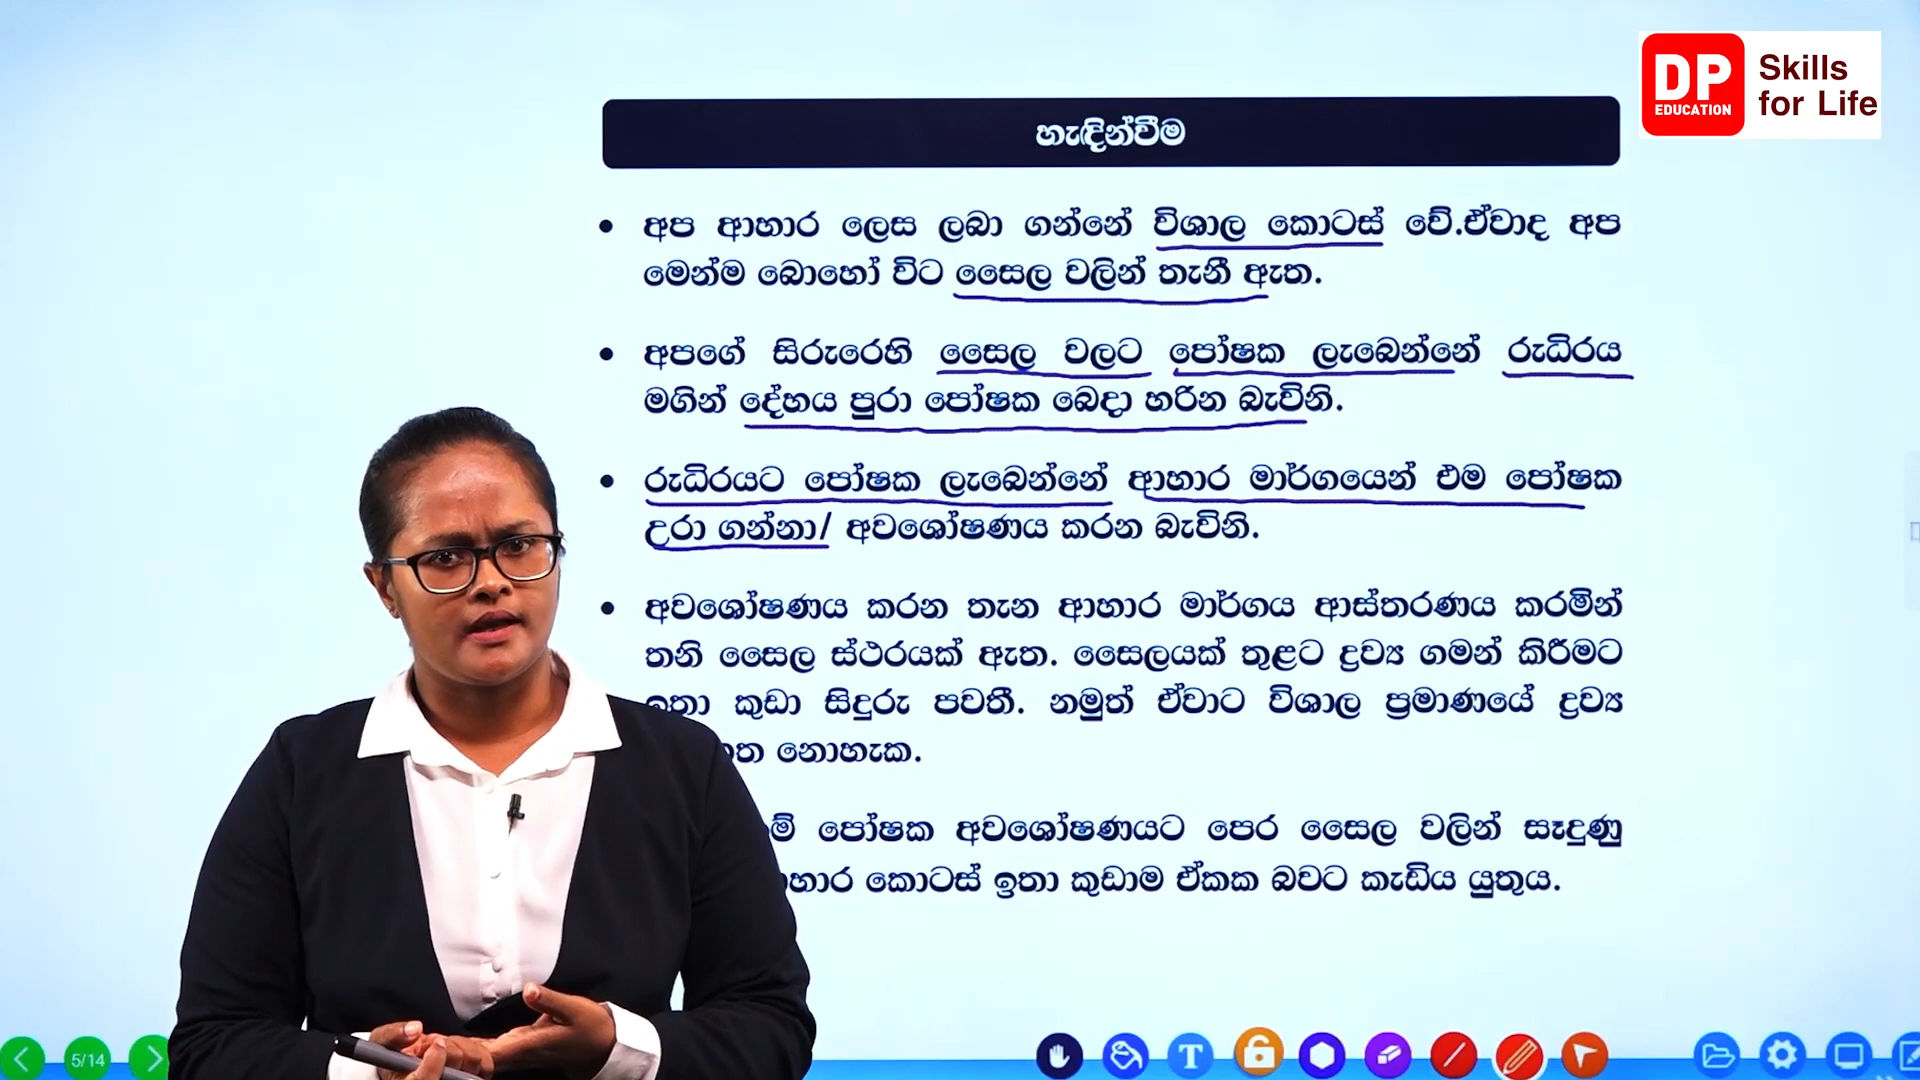 DP
EDUCATION
Skills
for Life
හැඳින්වීම
• අප ආහාර ලෙස ලබා ගන්නේ විශාල කොටස් වේ.ඒවාද අප
මෙන්ම බොහෝ විට සෛල වලින් තැනී ඇත.
• අපගේ සිරුරෙහි සෛල වලට පෝෂක ලැබෙන්නේ රුධිරය
මගින් දේහය පුරා පෝෂක බෙදා හරින බැවිනි.
• රුධිරයට පෝෂක ලැබෙන්නේ ආහාර මාර්ගයෙන් එම පෝෂක
උරා ගන්නා/ අවශෝෂණය කරන බැවිනි.
• අවශෝෂණය කරන තැන ආහාර මාර්ගය ආස්තරණය කරමින්
තනි සෛල ස්ථරයක් ඇත. සෛලයක් තුළට ද්‍රව්‍ය ගමන් කිරීමට
ඉතා කුඩා සිදුරු පවතී. නමුත් ඒවාට විශාල ප්‍රමාණයේ ද්‍රව්‍ය
නොහැක.
පෝෂක අවශෝෂණයට පෙර සෛල වලින් සෑදුණු
කොටස් ඉතා කුඩාම ඒකක බවට කැඩිය යුතුය.
5/14